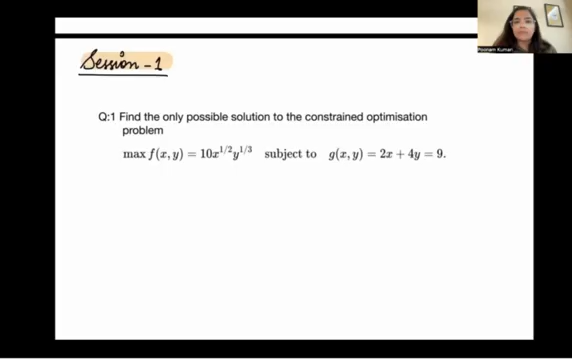 Session - 1
Poonam Kumari
Q:1 Find the only possible solution to the constrained optimisation
problem
max f(x, y) = 10x^{1/2}y^{1/3} subject to g(x, y) = 2x + 4y = 9.